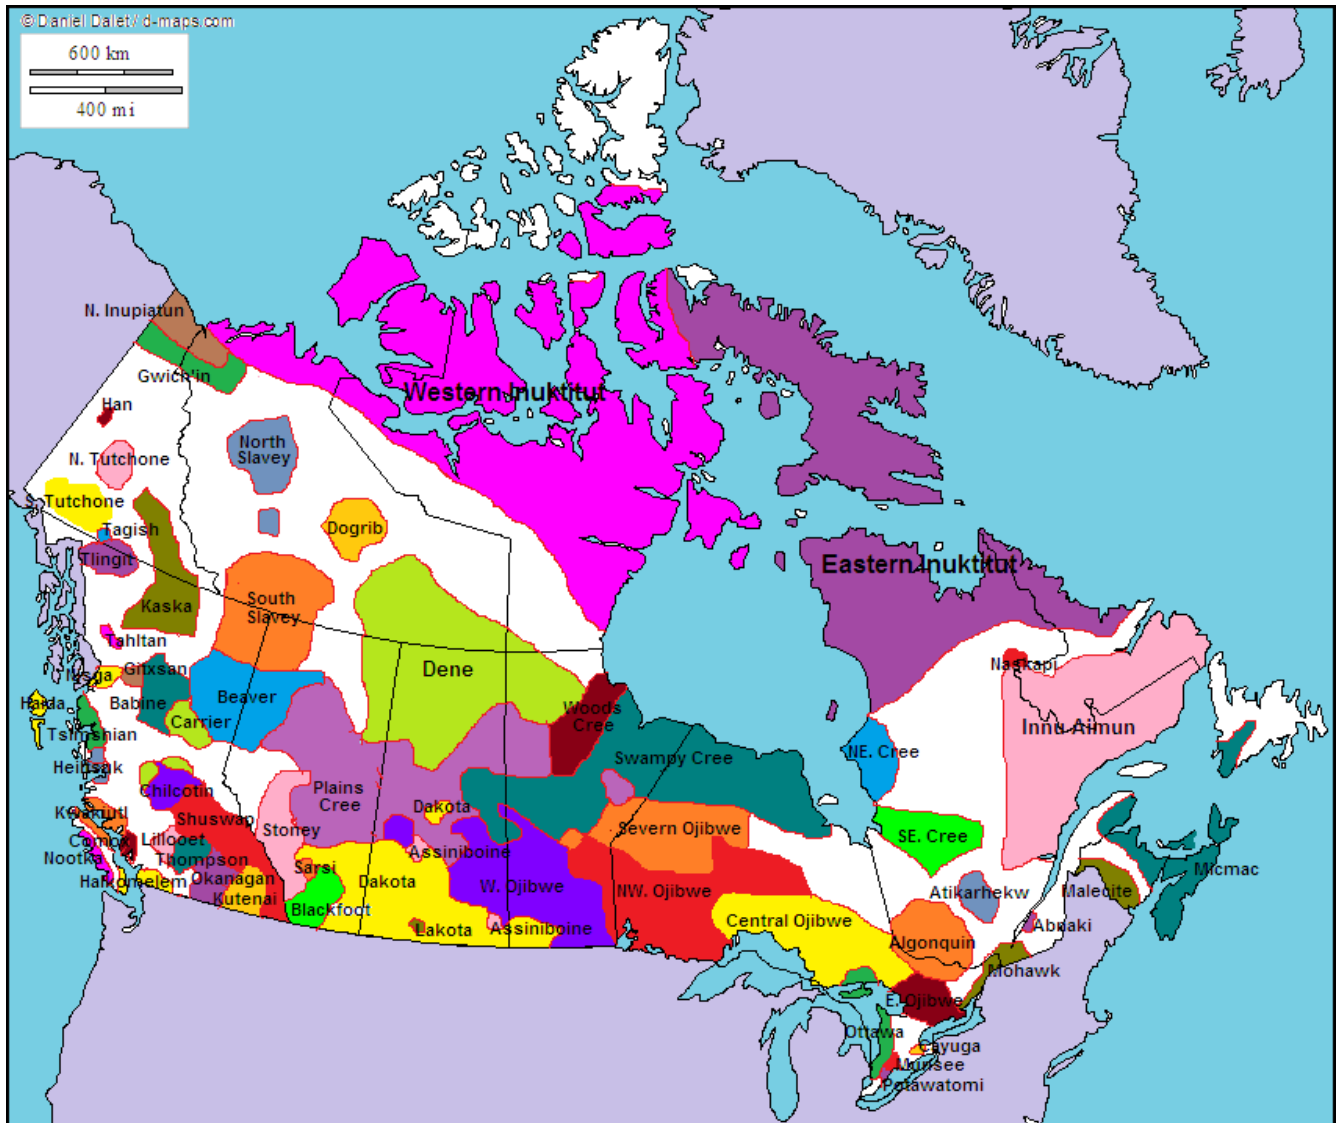 © Daniel Dalet / d-maps.com
600 km
400 mi
N. Inupiatun
Gwich'in
Han
Western Inuktitut
North
Slavey
N. Tutchone
S. Tutchone
Dogrib
Tagish
Tlingit
Eastern Inuktitut
Kaska
South
Slavey
Tahltan
Dene
Naskapi
Nisga
Gitxsan
Haida
Babine
Beaver
Woods
Cree
Carrier
Innu-Aimun
Tsimshian
NE. Cree
Swampy Cree
Heiltsuk
Chilcotin
Plains
Cree
Kwakiutl
Dakota
Shuswap
Stoney
Severn Ojibwe
SE. Cree
Comox
Lillooet
Nootka
Thompson
Assiniboine
Sarsi
Micmac
Halkomelem
Okanagan
Dakota
W. Ojibwe
NW. Ojibwe
Atikarhekw
Malecite
Kutenai
Blackfoot
Central Ojibwe
Abnaki
Lakota
Assiniboine
Algonquin
Mohawk
E. Ojibwe
Ottawa
Cayuga
Munsee
Potawatomi